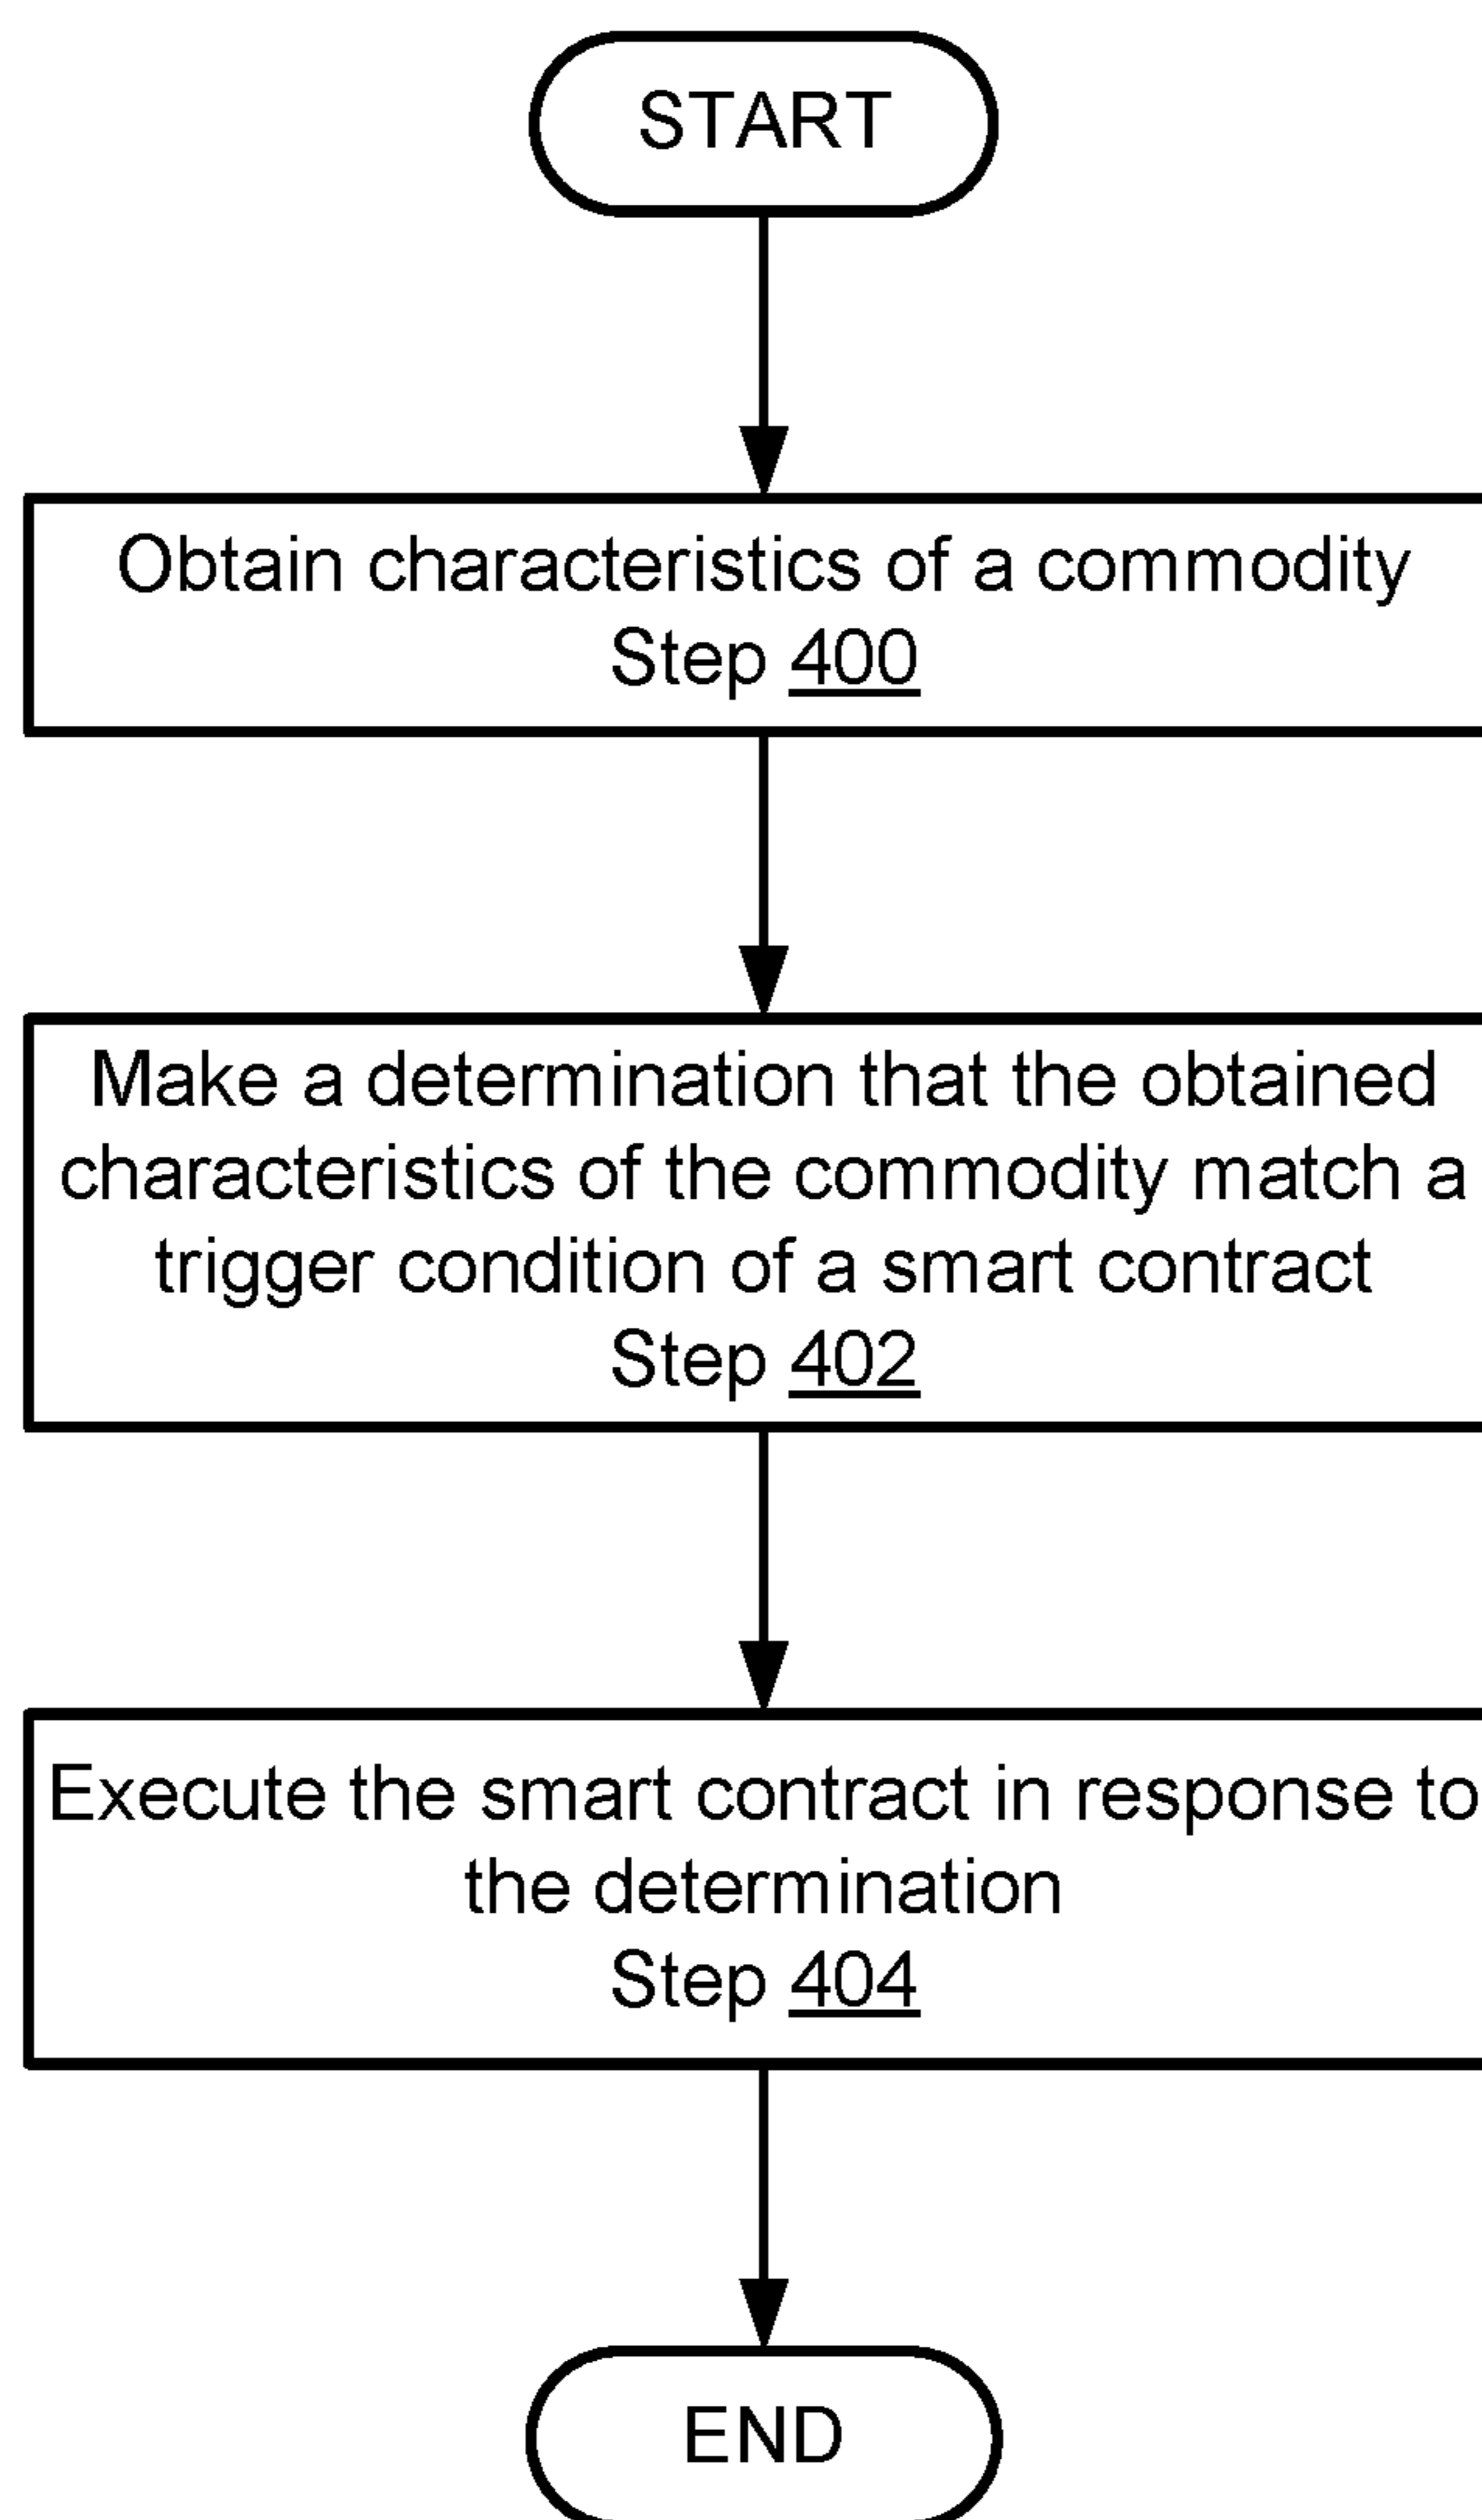 START
Obtain characteristics of a commodity
Step 400
Make a determination that the obtained
characteristics of the commodity match a
trigger condition of a smart contract
Step 402
Execute the smart contract in response to
the determination
Step 404
END